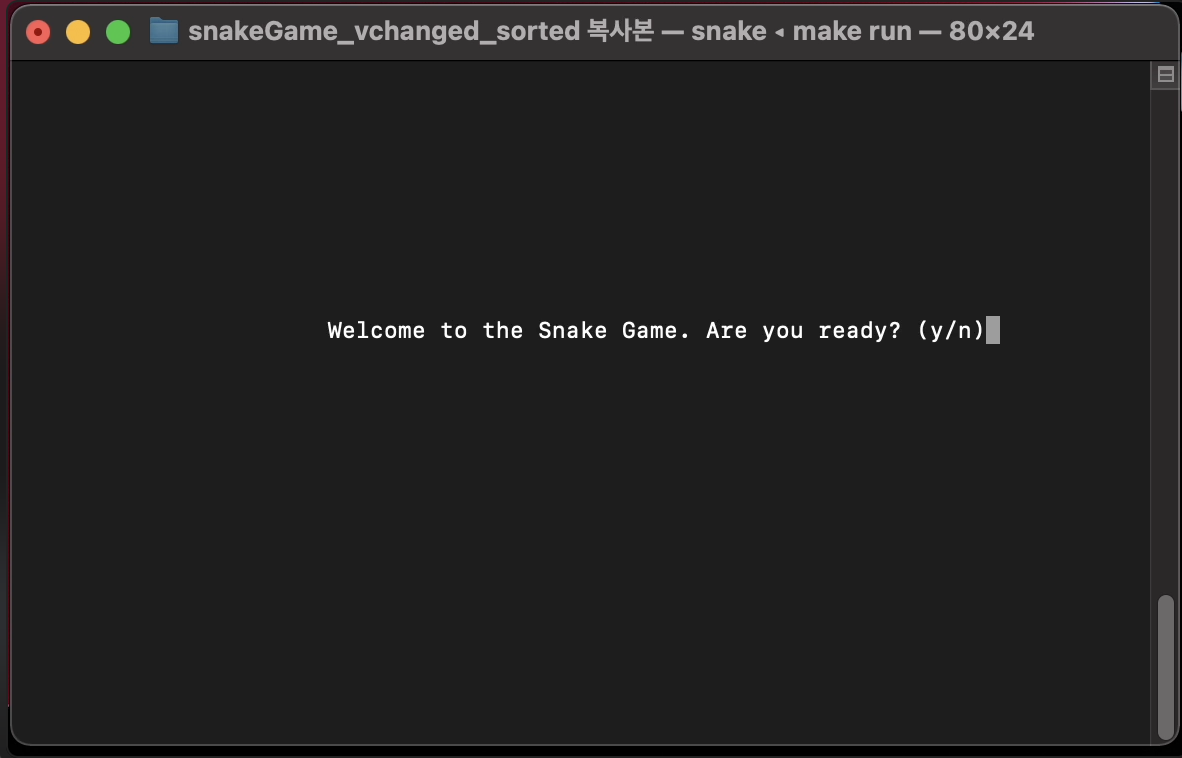 snakeGame_vchanged_sorted 복사본 — snake ◂ make run — 80×24
Welcome to the Snake Game. Are you ready? (y/n)